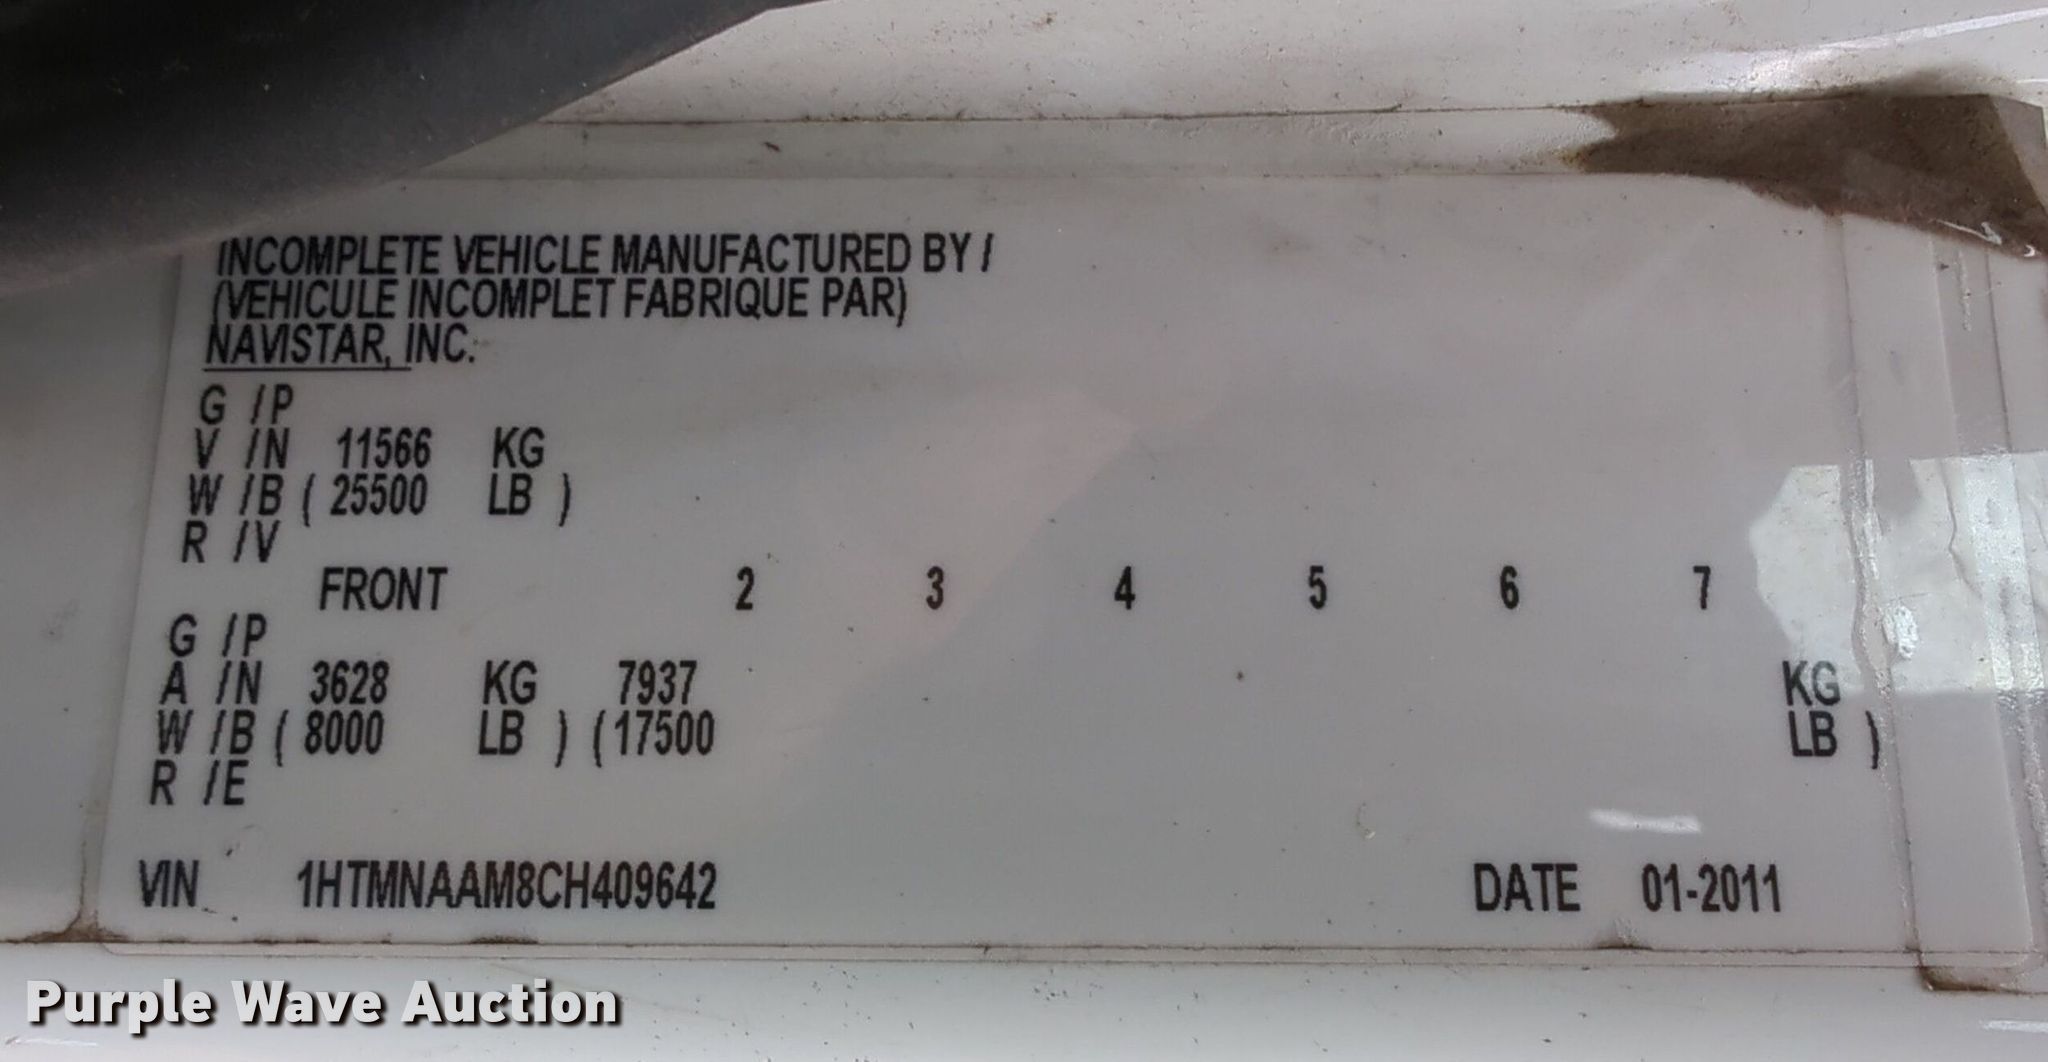 INCOMPLETE VEHICLE MANUFACTURED BY /
(VEHICULE INCOMPLET FABRIQUE PAR)
NAVISTAR, INC.
G /P
V /N 11566 KG
W /B ( 25500 LB )
R /V
FRONT 2 3 4 5 6 7
G /P
A /N 3628 KG 7937 KG
W /B ( 8000 LB ) ( 17500 LB )
R /E
VIN 1HTMNAAM8CH409642 DATE 01-2011
Purple Wave Auction